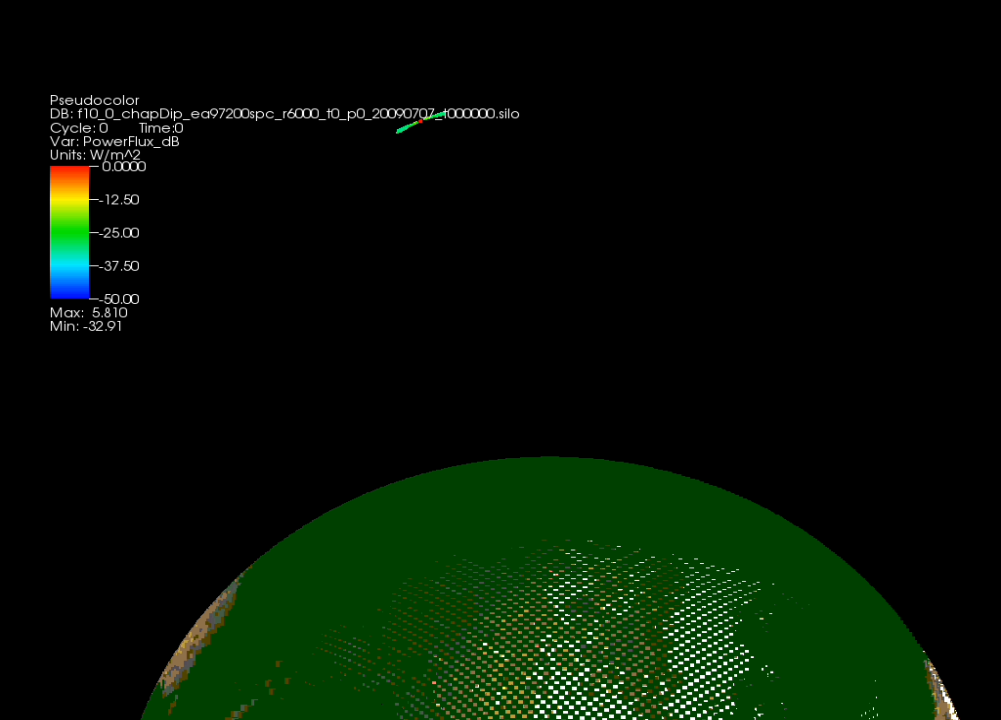 Pseudocolor
DB: f10_0_chapDip_ea97200spc_r6000_t0_p0_20090707_t000000.silo
Cycle: 0 Time:0
Var: PowerFlux_dB
Units: W/m^2
0.0000
-12.50
-25.00
-37.50
-50.00
Max: 5.810
Min: -32.91